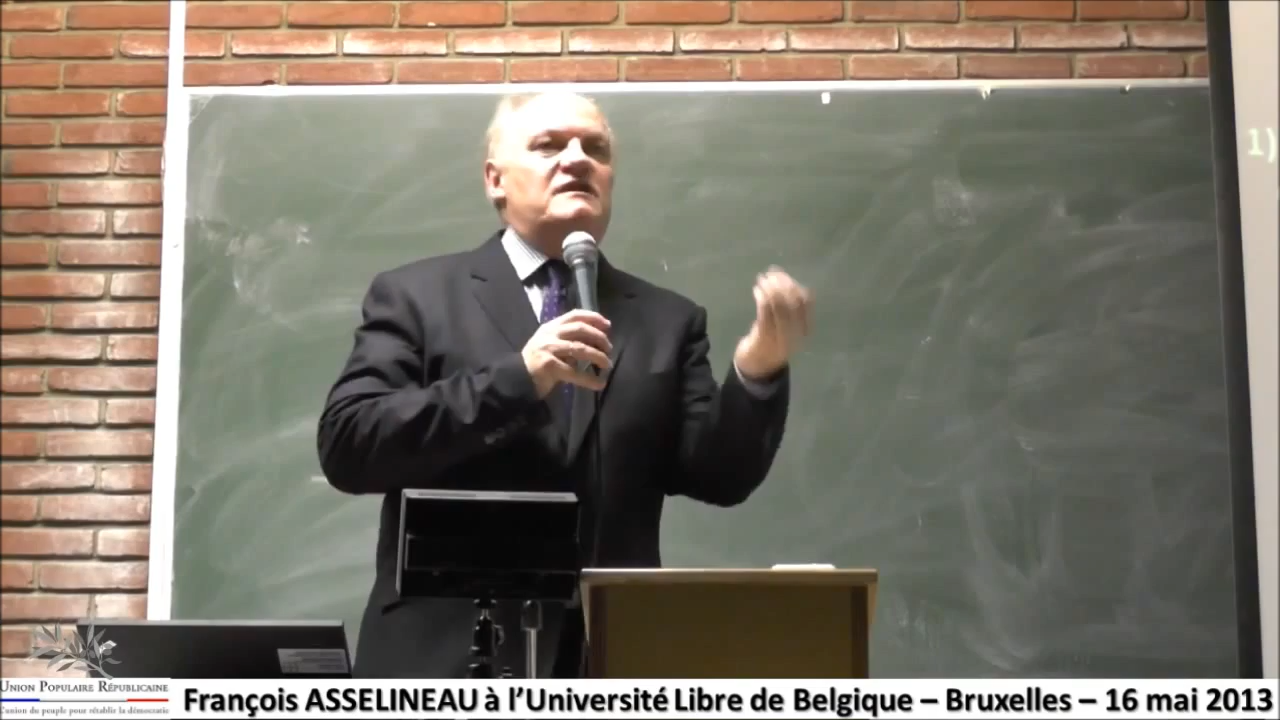 1)
UNION POPULAIRE RÉPUBLICAINE
L'union du peuple pour rétablir la démocratie
François ASSELINEAU à l'Université Libre de Begique – Bruxelles – 16 mai 2013